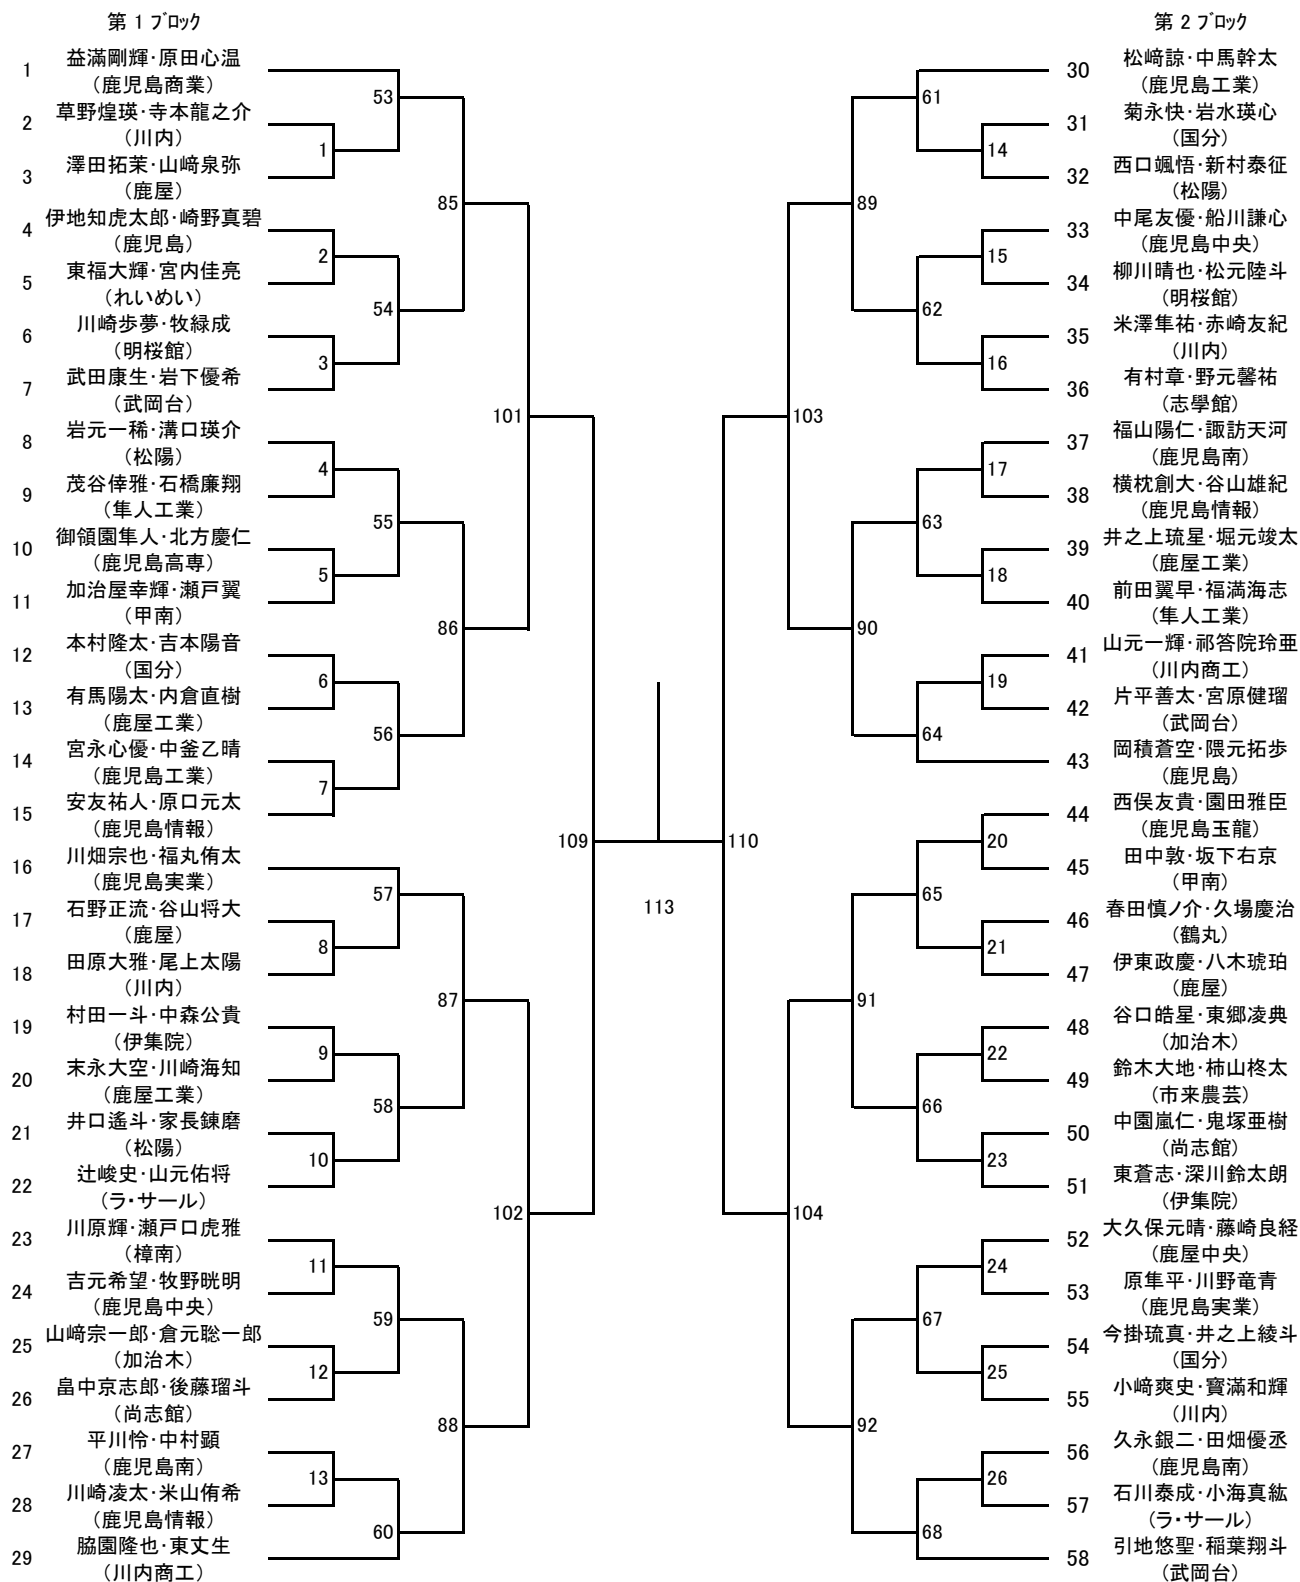 第 1 ブロック
1 益滿剛輝・原田心温
(鹿児島商業)
2 草野煌瑛・寺本龍之介
(川内)
3 澤田拓茉・山﨑泉弥
(鹿屋)
4 伊地知虎太郎・崎野真碧
(鹿児島)
5 東福大輝・宮内佳亮
(れいめい)
6 川崎歩夢・牧緑成
(明桜館)
7 武田康生・岩下優希
(武岡台)
8 岩元一稀・溝口瑛介
(松陽)
9 茂谷倖雅・石橋廉翔
(隼人工業)
10 御領園隼人・北方慶仁
(鹿児島高専)
11 加治屋幸輝・瀬戸翼
(甲南)
12 本村隆太・吉本陽音
(国分)
13 有馬陽太・内倉直樹
(鹿屋工業)
14 宮永心優・中釜乙晴
(鹿児島工業)
15 安友祐人・原口元太
(鹿児島情報)
16 川畑宗也・福丸侑太
(鹿児島実業)
17 石野正流・谷山将大
(鹿屋)
18 田原大雅・尾上太陽
(川内)
19 村田一斗・中森公貴
(伊集院)
20 末永大空・川崎海知
(鹿屋工業)
21 井口遙斗・家長錬磨
(松陽)
22 辻峻史・山元佑将
(ラ・サール)
23 川原輝・瀬戸口虎雅
(樟南)
24 吉元希望・牧野晄明
(鹿児島中央)
25 山﨑宗一郎・倉元聡一郎
(加治木)
26 畠中京志郎・後藤瑠斗
(尚志館)
27 平川怜・中村顕
(鹿児島南)
28 川崎凌太・米山侑希
(鹿児島情報)
29 脇園隆也・東丈生
(川内商工)
53
1
85
2
54
3
101
4
55
5
86
6
56
7
109
57
8
87
9
58
10
102
11
59
12
88
13
60
113
第 2 ブロック
30 松﨑諒・中馬幹太
(鹿児島工業)
31 菊永快・岩水瑛心
(国分)
32 西口颯悟・新村泰征
(松陽)
33 中尾友優・船川謙心
(鹿児島中央)
34 柳川晴也・松元陸斗
(明桜館)
35 米澤隼祐・赤崎友紀
(川内)
36 有村章・野元馨祐
(志學館)
37 福山陽仁・諏訪天河
(鹿児島南)
38 横枕創大・谷山雄紀
(鹿児島情報)
39 井之上琉星・堀元竣太
(鹿屋工業)
40 前田翼早・福満海志
(隼人工業)
41 山元一輝・祁答院玲亜
(川内商工)
42 片平善太・宮原健瑠
(武岡台)
43 岡積蒼空・隈元拓歩
(鹿児島)
44 西俣友貴・園田雅臣
(鹿児島玉龍)
45 田中敦・坂下右京
(甲南)
46 春田慎ノ介・久場慶治
(鶴丸)
47 伊東政慶・八木琥珀
(鹿屋)
48 谷口皓星・東郷凌典
(加治木)
49 鈴木大地・柿山柊太
(市来農芸)
50 中園嵐仁・鬼塚亜樹
(尚志館)
51 東蒼志・深川鈴太朗
(伊集院)
52 大久保元晴・藤崎良経
(鹿屋中央)
53 原隼平・川野竜青
(鹿児島実業)
54 今掛琉真・井之上綾斗
(国分)
55 小﨑爽史・寳滿和輝
(川内)
56 久永銀二・田畑優丞
(鹿児島南)
57 石川泰成・小海真紘
(ラ・サール)
58 引地悠聖・稲葉翔斗
(武岡台)
61
14
89
15
62
16
103
17
63
18
90
19
64
110
20
65
21
91
22
66
23
104
24
67
25
92
26
68